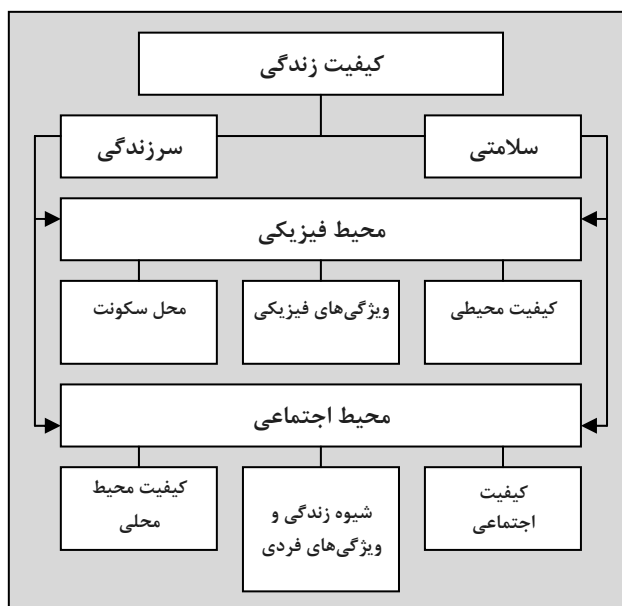 کیفیت زندگی
سلامتی
سرزندگی
محیط فیزیکی
کیفیت محیطی
ویژگی‌های فیزیکی
محل سکونت
محیط اجتماعی
کیفیت
اجتماعی
شیوه زندگی و
ویژگی‌های فردی
کیفیت محیط
محلی